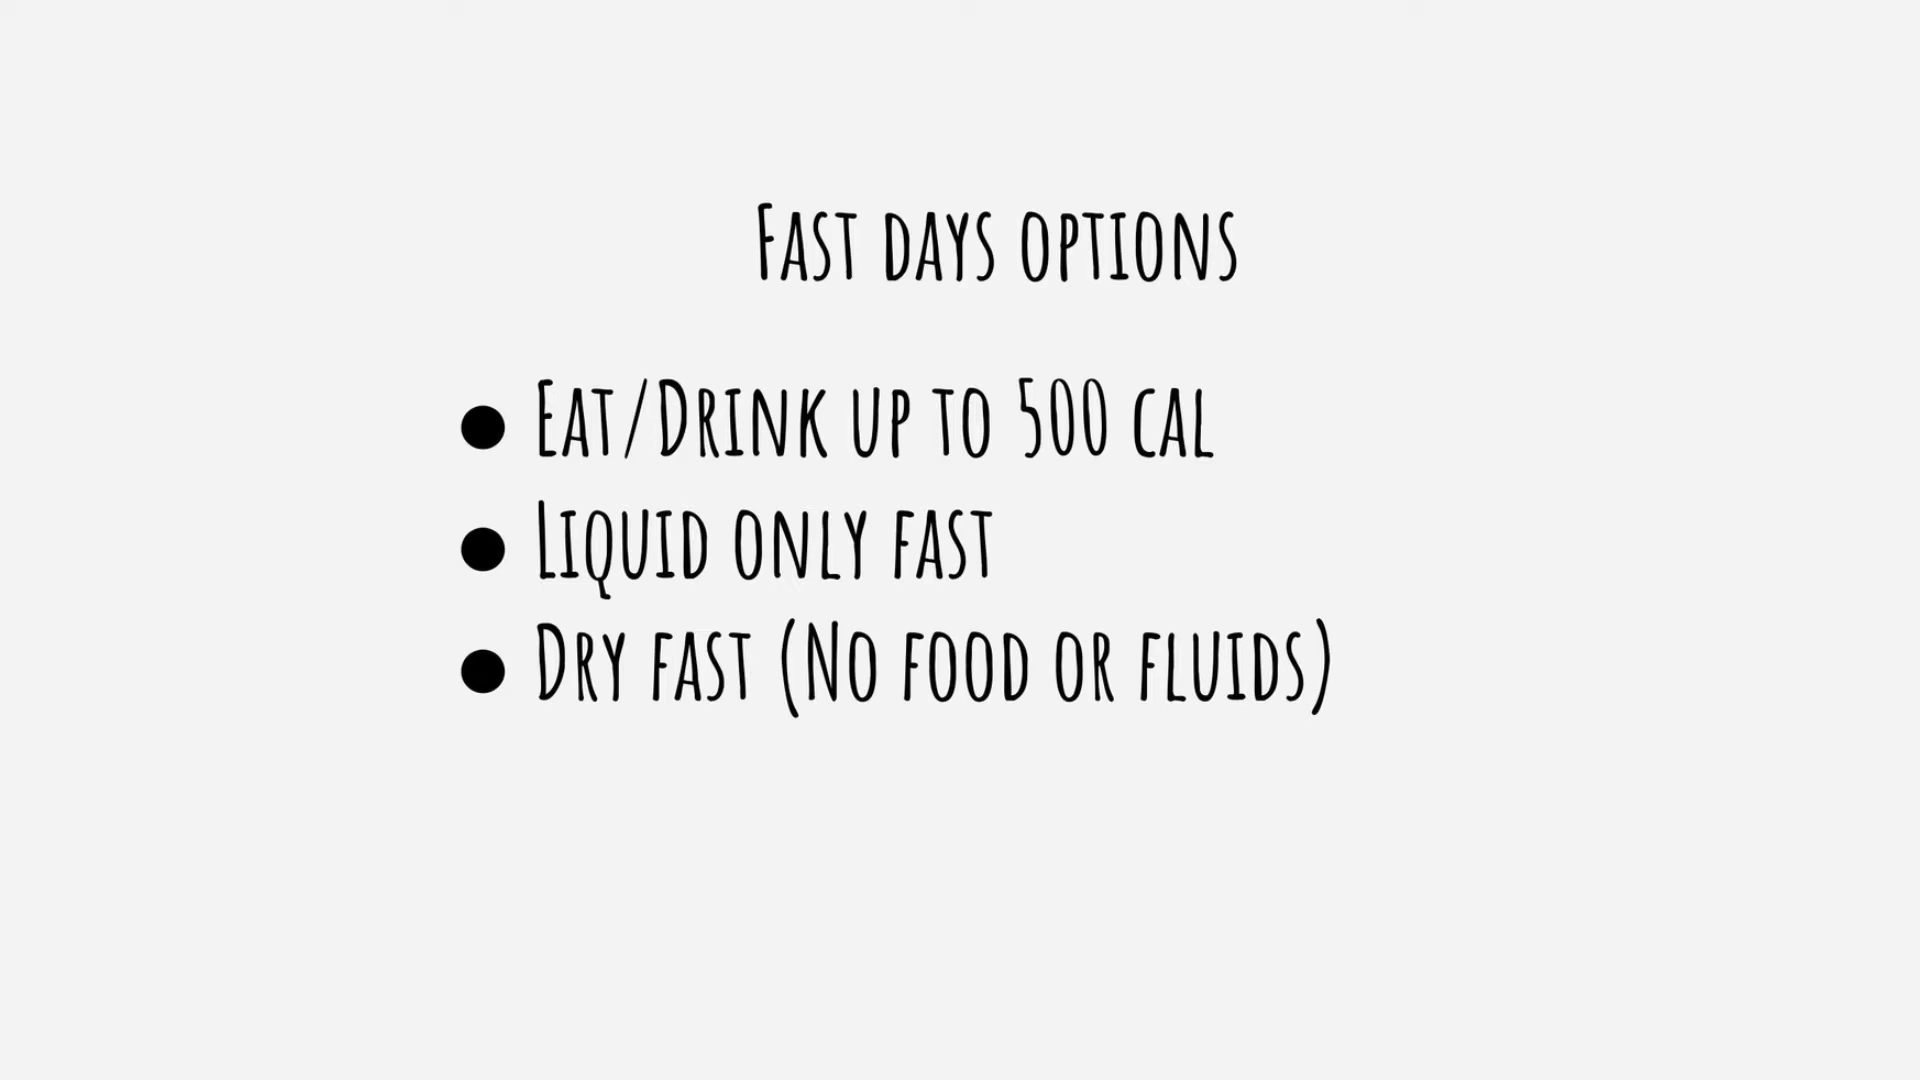 Fast days options
● Eat/Drink up to 500 cal
● Liquid only fast
● Dry fast (No food or fluids)